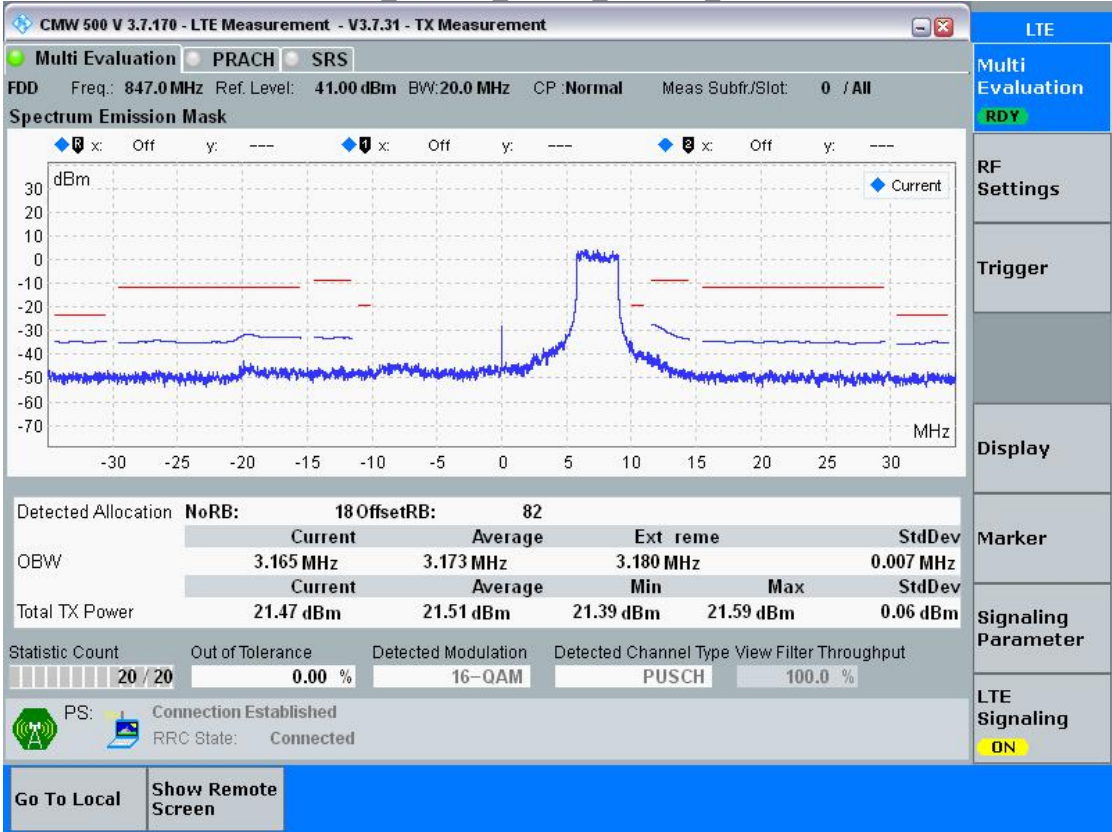 CMW 500 V 3.7.170 - LTE Measurement - V3.7.31 - TX Measurement
LTE
Multi Evaluation PRACH SRS
FDD Freq.: 847.0 MHz Ref. Level: 41.00 dBm BW:20.0 MHz CP :Normal Meas Subfr./Slot: 0 / All
Spectrum Emission Mask
R x: Off y: --- 1 x: Off y: --- 2 x: Off y: ---
dBm
Current
30
20
10
0
-10
-20
-30
-40
-50
-60
-70
MHz
-30 -25 -20 -15 -10 -5 0 5 10 15 20 25 30
Detected Allocation NoRB: 18 OffsetRB: 82
Current Average Ext reme StdDev
OBW 3.165 MHz 3.173 MHz 3.180 MHz 0.007 MHz
Current Average Min Max StdDev
Total TX Power 21.47 dBm 21.51 dBm 21.39 dBm 21.59 dBm 0.06 dBm
Statistic Count Out of Tolerance Detected Modulation Detected Channel Type View Filter Throughput
20 / 20 0.00 % 16-QAM PUSCH 100.0 %
PS: Connection Established
RRC State: Connected
Multi
Evaluation
RDY
RF
Settings
Trigger
Display
Marker
Signaling
Parameter
LTE
Signaling
ON
Go To Local
Show Remote
Screen